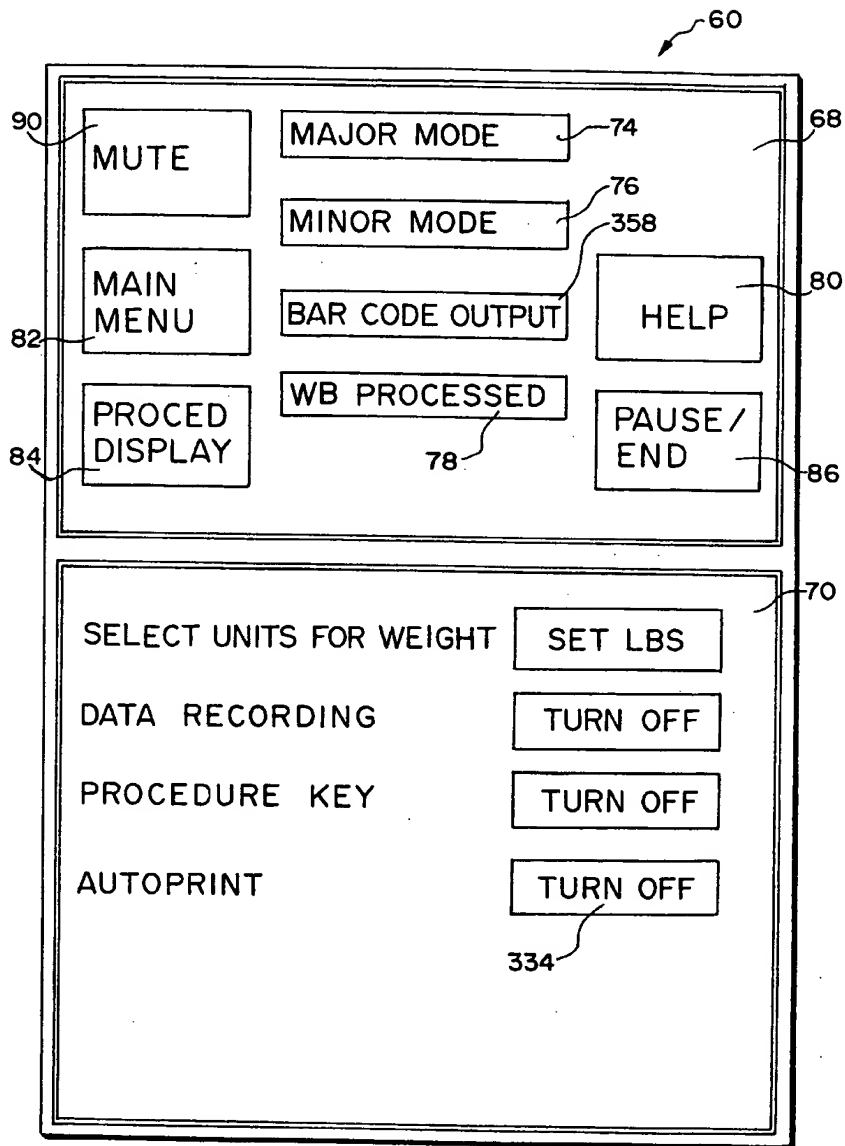 60
90
MUTE
MAJOR MODE
74
68
MINOR MODE
76
358
MAIN
MENU
82
BAR CODE OUTPUT
80
HELP
PROCED
DISPLAY
84
WB PROCESSED
78
PAUSE/
END
86
70
SELECT UNITS FOR WEIGHT
SET LBS
DATA RECORDING
TURN OFF
PROCEDURE KEY
TURN OFF
AUTOPRINT
TURN OFF
334